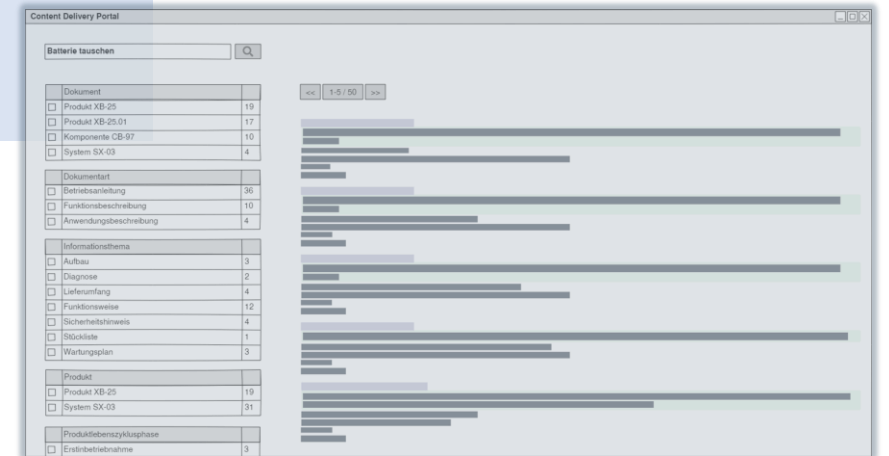 Content Delivery Portal
Batterie tauschen
<< 1-5 / 50 >>
Dokument
Produkt XB-25 19
Produkt XB-25.01 17
Komponente CB-97 10
System SX-03 4
Dokumentart
Betriebsanleitung 36
Funktionsbeschreibung 10
Anwendungsbeschreibung 4
Informationsthema
Aufbau 3
Diagnose 2
Lieferumfang 4
Funktionsweise 12
Sicherheitshinweis 4
Stückliste 1
Wartungsplan 3
Produkt
Produkt XB-25 19
System SX-03 31
Produktlebenszyklusphase
Erstinbetriebnahme 3